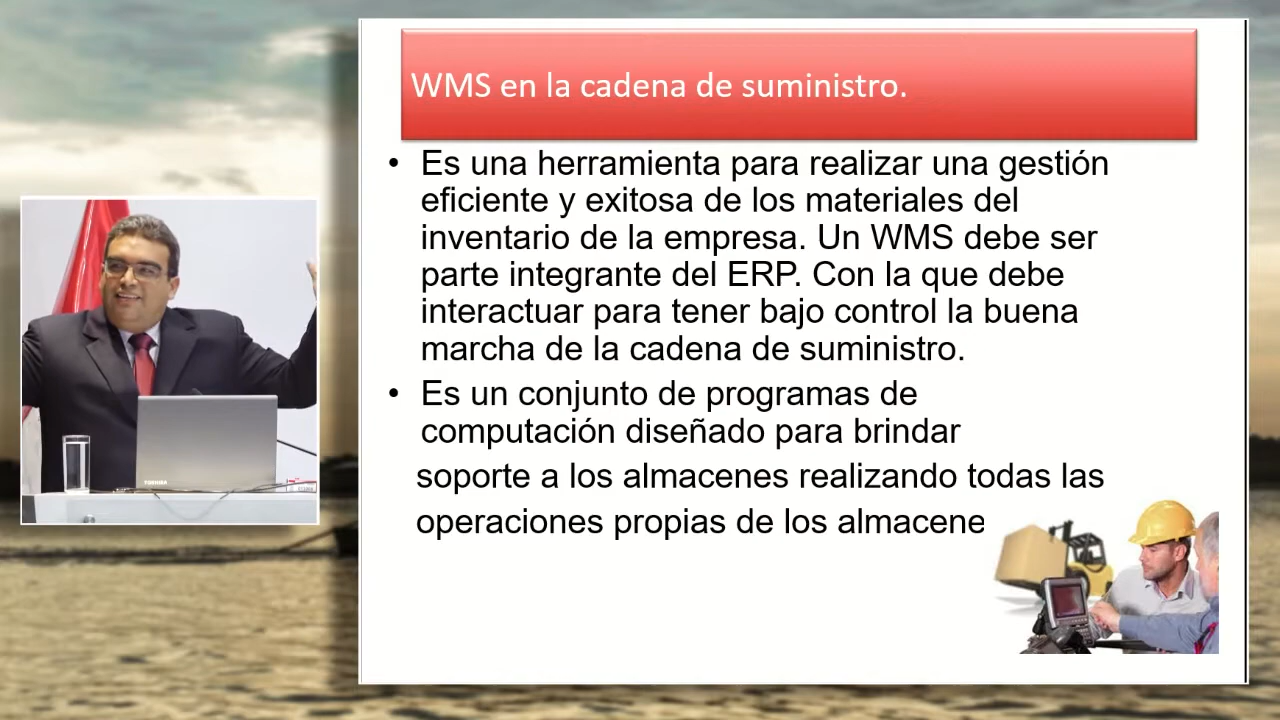 WMS en la cadena de suministro.
• Es una herramienta para realizar una gestión
eficiente y exitosa de los materiales del
inventario de la empresa. Un WMS debe ser
parte integrante del ERP. Con la que debe
interactuar para tener bajo control la buena
marcha de la cadena de suministro.
• Es un conjunto de programas de
computación diseñado para brindar
soporte a los almacenes realizando todas las
operaciones propias de los almacene
TOSHIBA